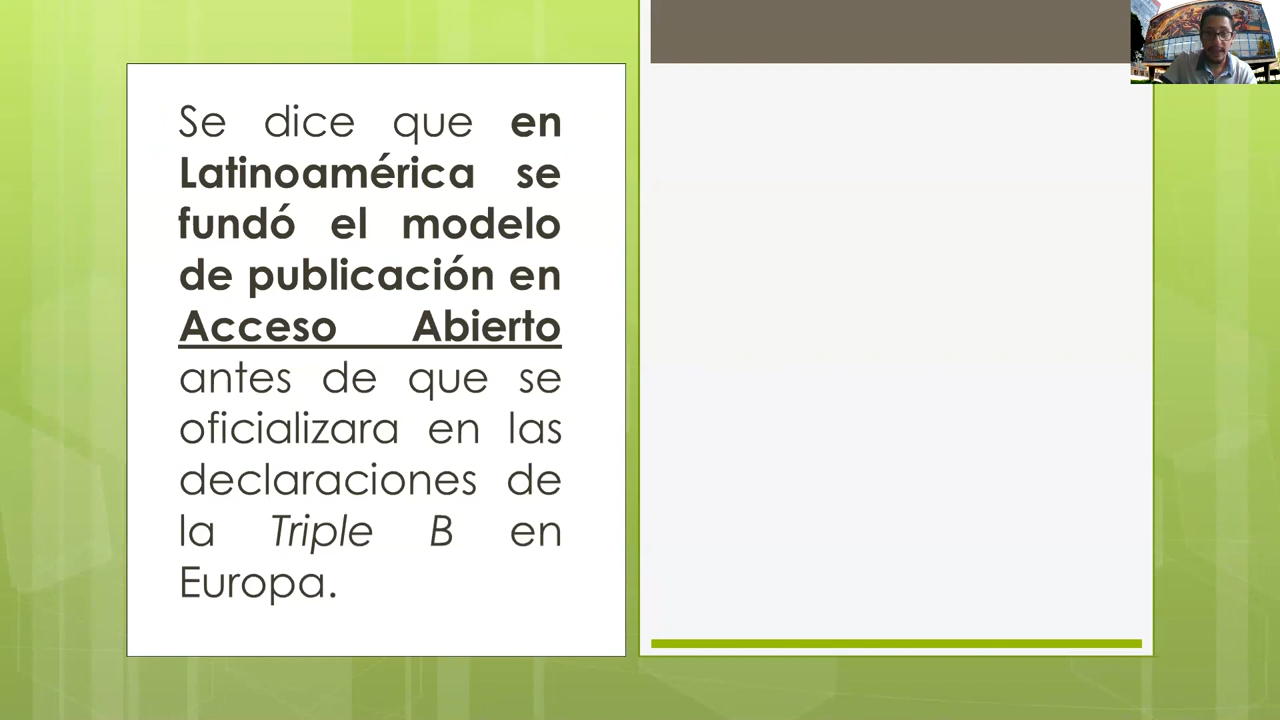 Se dice que en
Latinoamérica se
fundó el modelo
de publicación en
Acceso Abierto
antes de que se
oficializara en las
declaraciones de
la Triple B en
Europa.